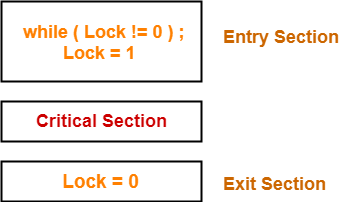 while ( Lock != 0 ) ;
Lock = 1
Entry Section
Critical Section
Lock = 0
Exit Section